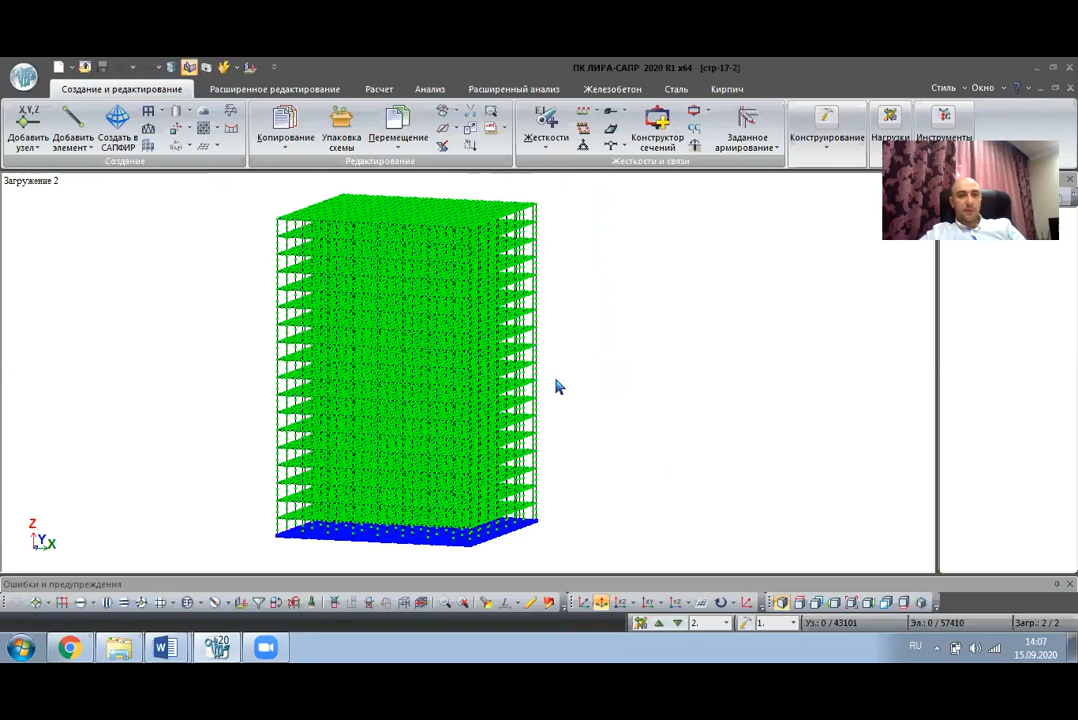 ПК ЛИРА-САПР 2020 R1 x64 - [стр-17-2]
Создание и редактирование
Расширенное редактирование
Расчет
Анализ
Расширенный анализ
Железобетон
Сталь
Кирпич
Стиль
Окно
X,Y,Z
Добавить узел
Добавить элемент
Создать в САПФИР
Копирование
Упаковка схемы
Перемещение
Жесткости
Конструктор сечений
Заданное армирование
Конструирование
Нагрузки
Инструменты
Создание
Редактирование
Жесткости и связи
Загружение 2
Z
Y
X
Ошибки и предупреждения
2.
1.
Уз.: 0 / 43101
Эл.: 0 / 57410
Загр.: 2 / 2
20
RU
14:07
15.09.2020